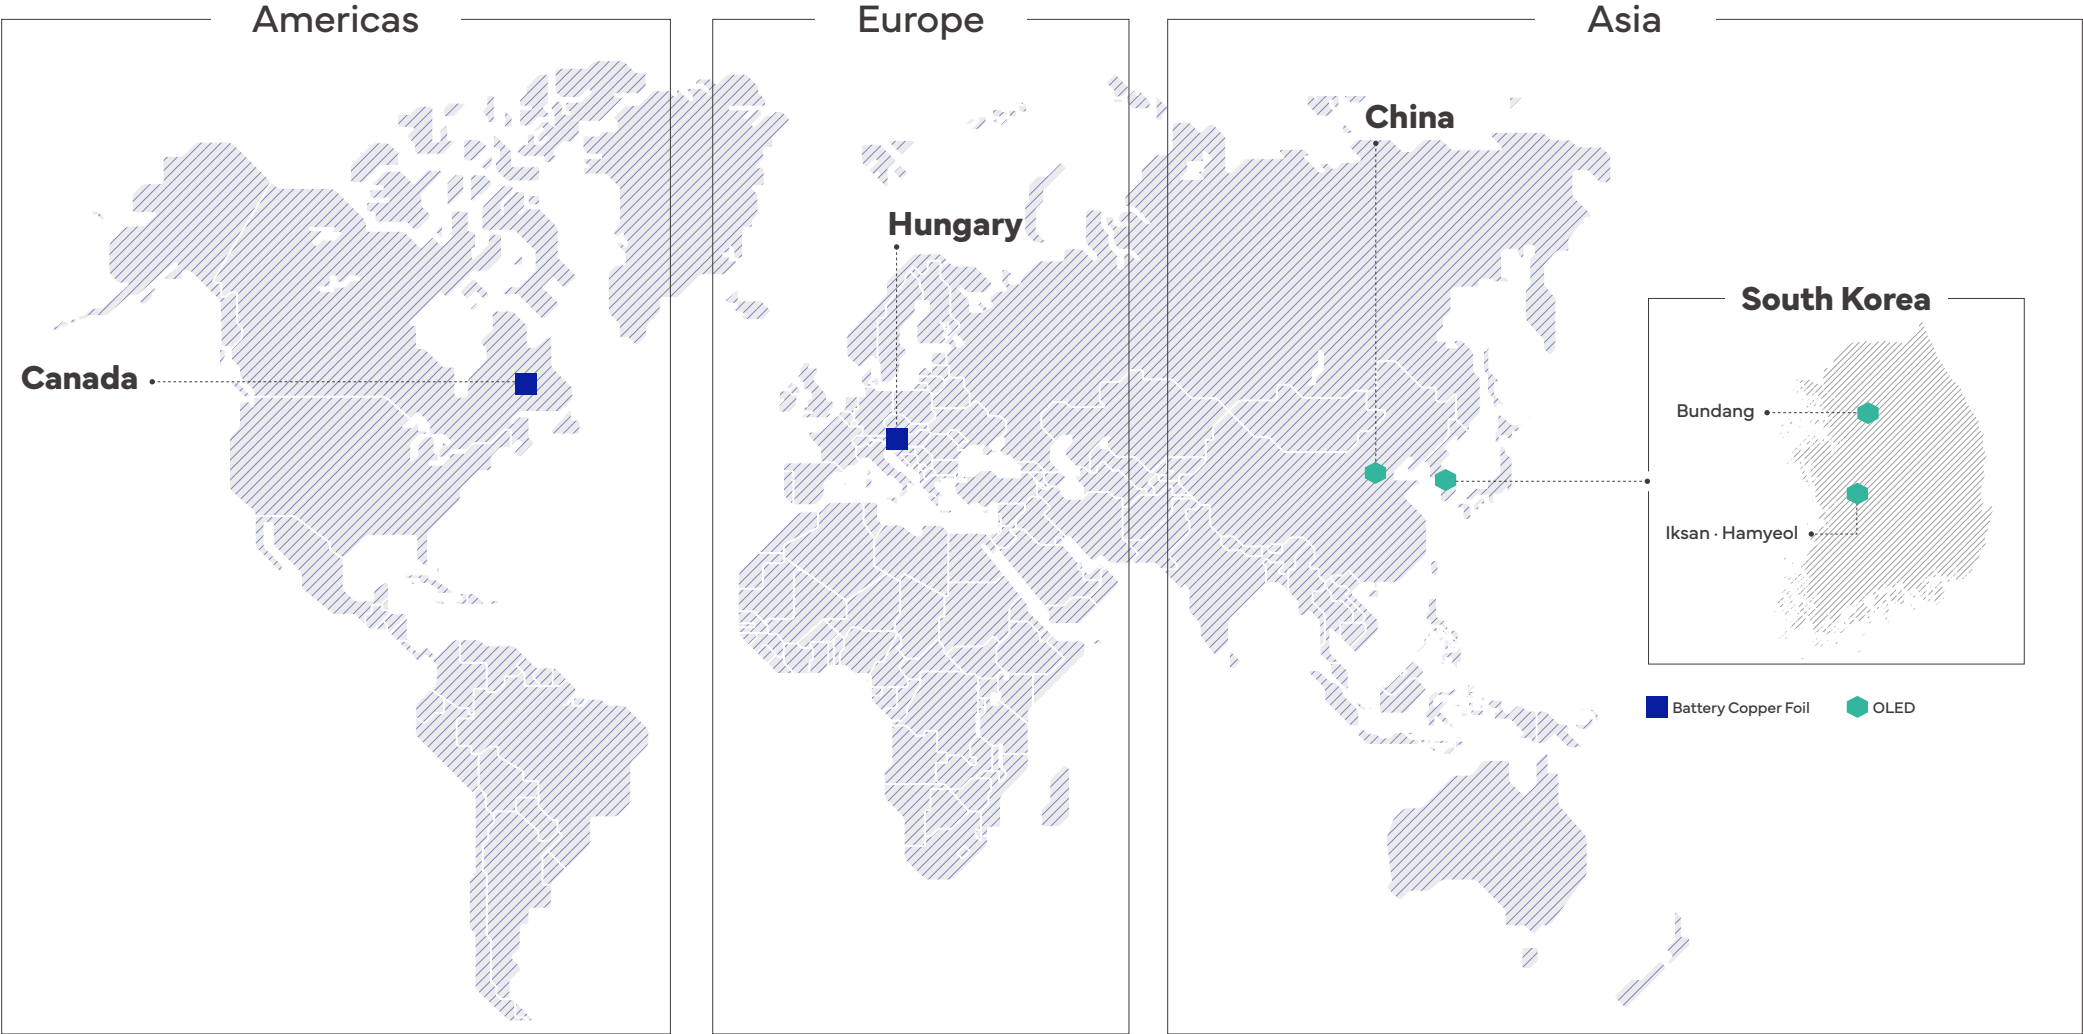 Americas
Europe
Asia
China
Hungary
South Korea
Canada
Bundang
Iksan · Hamyeol
Battery Copper Foil
OLED